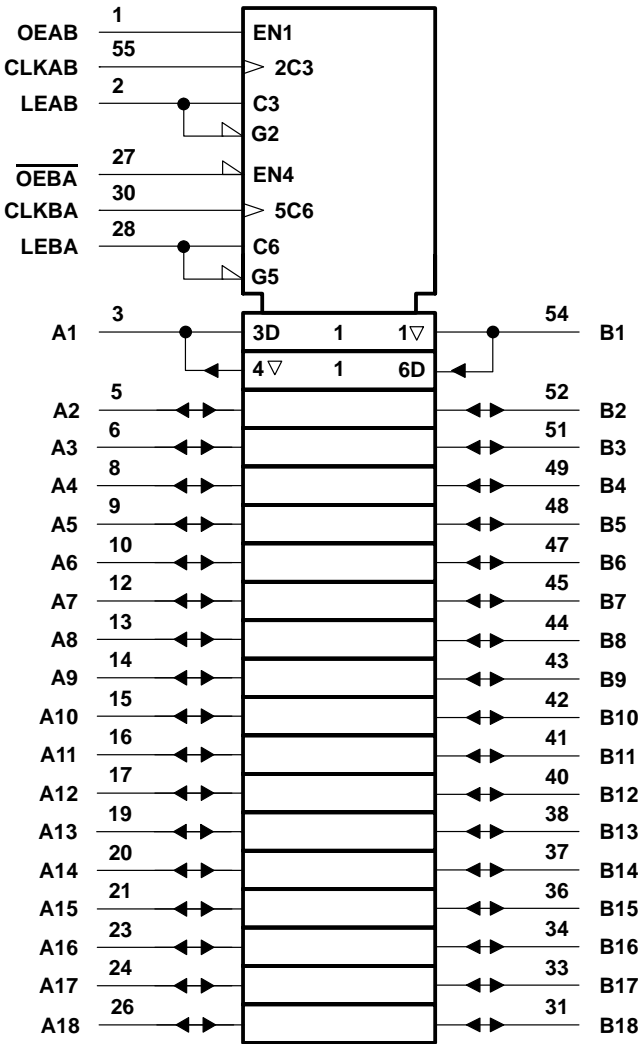 1
OEAB EN1
55
CLKAB 2C3
2
LEAB C3
G2
27
OEBA EN4
30
CLKBA 5C6
28
LEBA C6
G5
3 54
A1 3D 1 1▽ B1
4▽ 1 6D
5 52
A2 B2
6 51
A3 B3
8 49
A4 B4
9 48
A5 B5
10 47
A6 B6
12 45
A7 B7
13 44
A8 B8
14 43
A9 B9
15 42
A10 B10
16 41
A11 B11
17 40
A12 B12
19 38
A13 B13
20 37
A14 B14
21 36
A15 B15
23 34
A16 B16
24 33
A17 B17
26 31
A18 B18